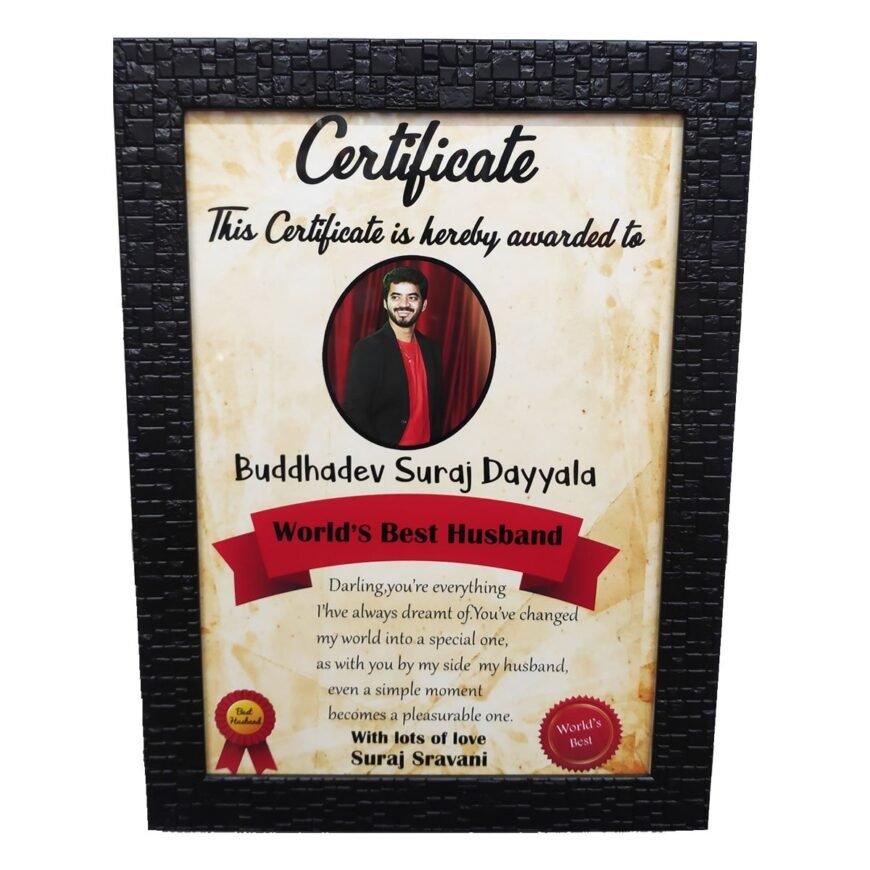 Certificate
This Certificate is hereby awarded to
Buddhadev Suraj Dayyala
World's Best Husband
Darling,you're everything
I'hve always dreamt of.You've changed
my world into a special one,
as with you by my side my husband,
even a simple moment
becomes a pleasurable one.
With lots of love
Suraj Sravani
Best
Husband
World's
Best